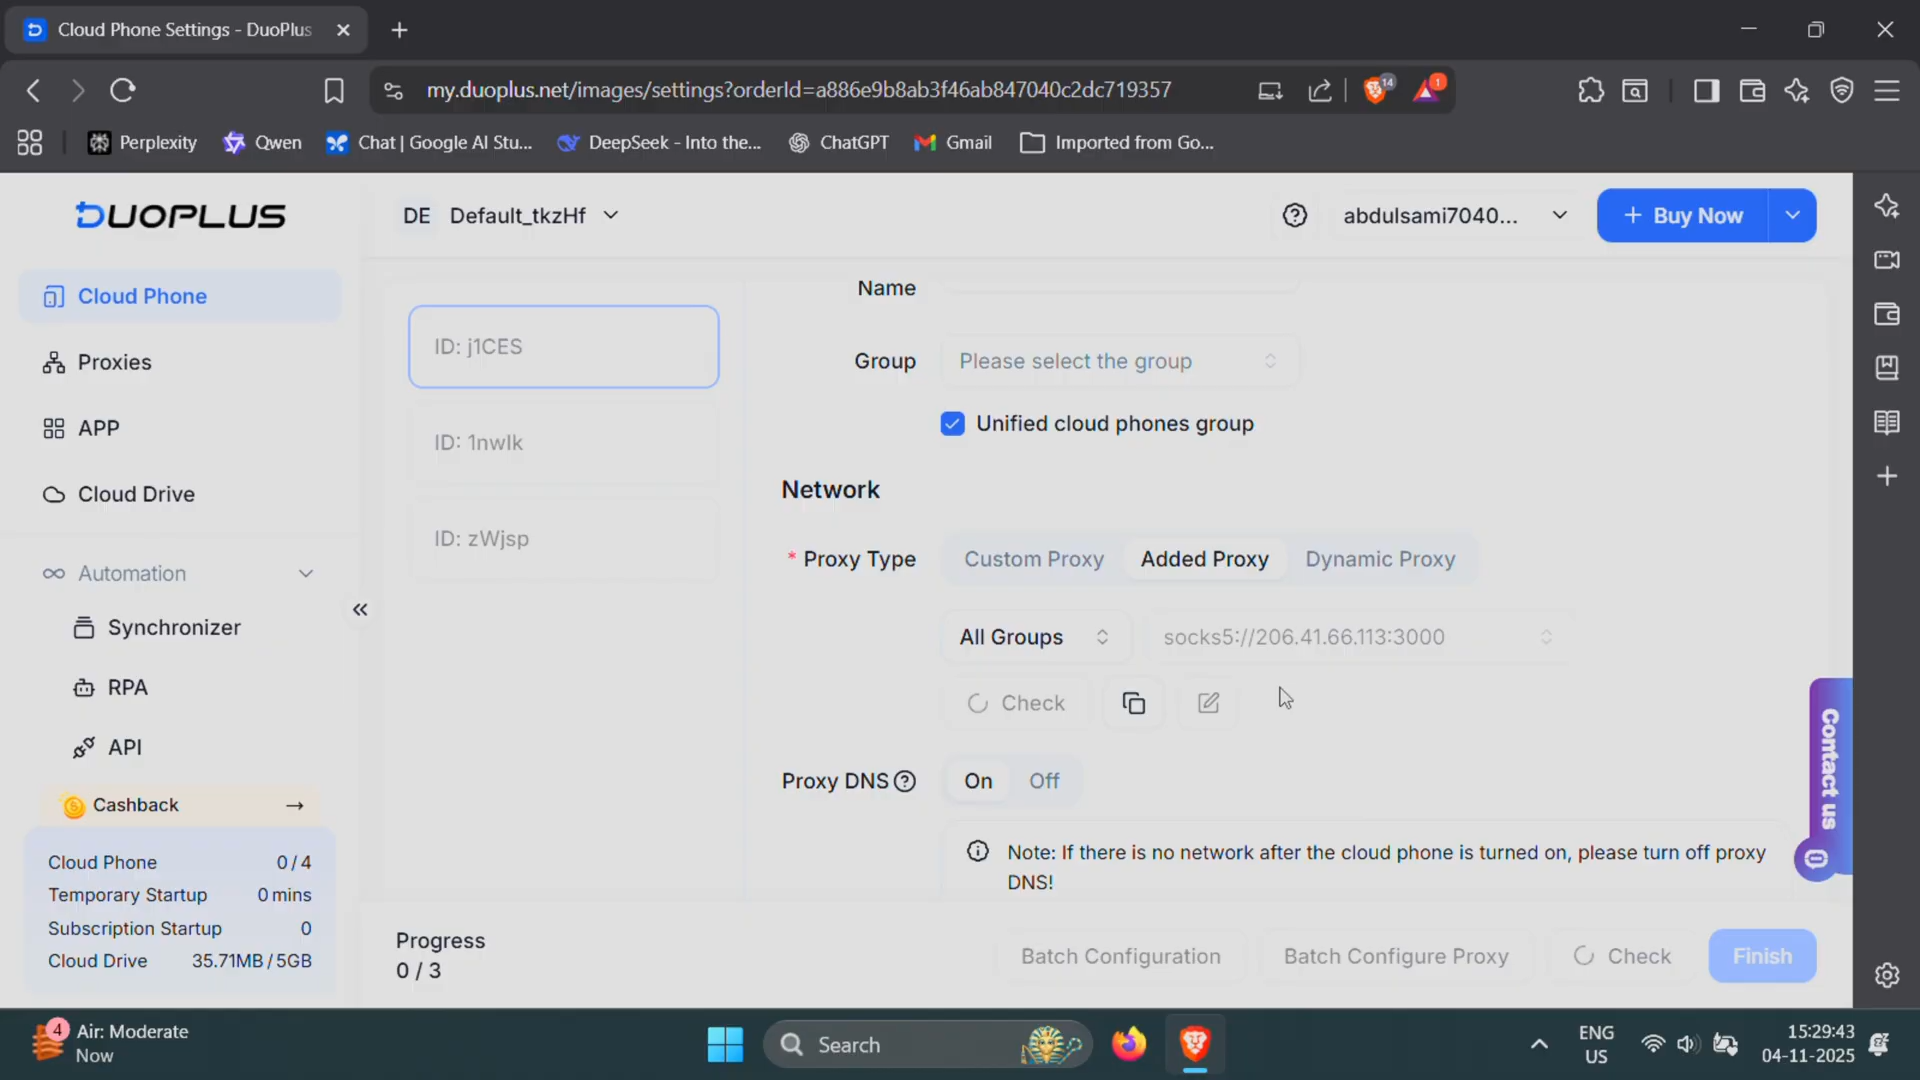 Cloud Phone Settings - DuoPlus
my.duoplus.net/images/settings?orderId=a886e9b8ab3f46ab847040c2dc719357
14
1
Perplexity
Qwen
Chat | Google AI Stu...
DeepSeek - Into the...
ChatGPT
Gmail
Imported from Go...
DUOPLUS
DE Default_tkzHf
abdulsami7040...
+ Buy Now
Cloud Phone
Proxies
APP
Cloud Drive
Automation
Synchronizer
RPA
API
Cashback
Cloud Phone 0 / 4
Temporary Startup 0 mins
Subscription Startup 0
Cloud Drive 35.71MB / 5GB
ID: j1CES
ID: 1nwIk
ID: zWjsp
Name
Group Please select the group
Unified cloud phones group
Network
* Proxy Type Custom Proxy Added Proxy Dynamic Proxy
All Groups socks5://206.41.66.113:3000
Check
Proxy DNS On Off
Note: If there is no network after the cloud phone is turned on, please turn off proxy
DNS!
Contact us
Progress
0 / 3
Batch Configuration
Batch Configure Proxy
Check
Finish
4
Air: Moderate
Now
Search
ENG
US
15:29:43
04-11-2025